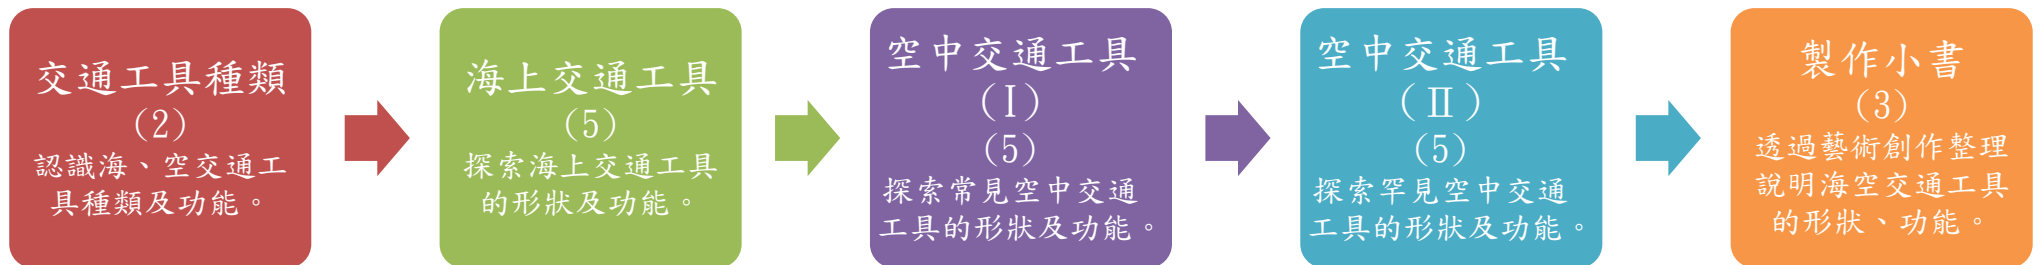 交通工具種類
(2)
認識海、空交通工
具種類及功能。
海上交通工具
(5)
探索海上交通工具
的形狀及功能。
空中交通工具
(I)
(5)
探索常見空中交通
工具的形狀及功能。
空中交通工具
(Ⅱ)
(5)
探索罕見空中交通
工具的形狀及功能。
製作小書
(3)
透過藝術創作整理
說明海空交通工具
的形狀、功能。